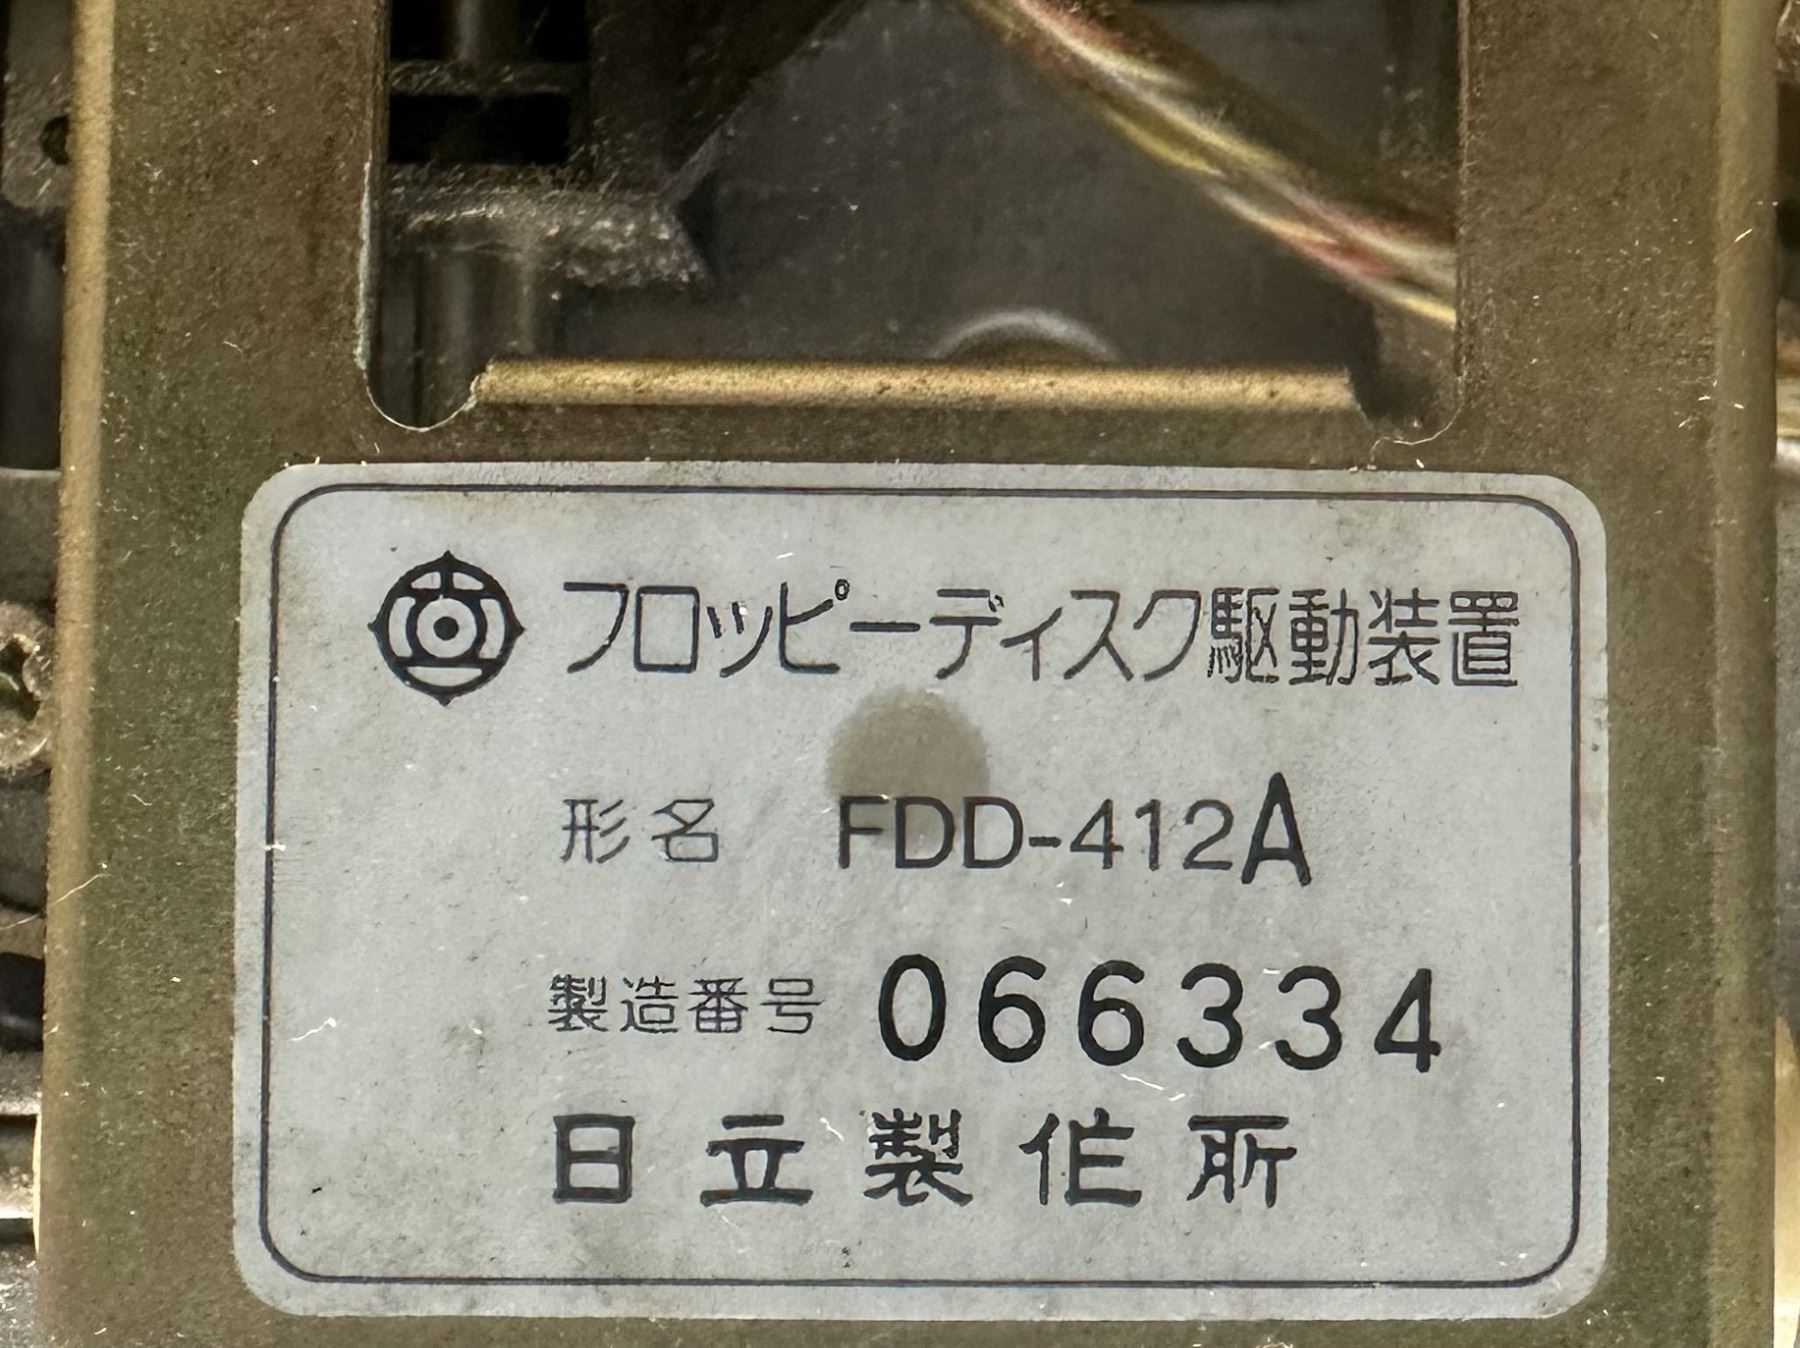 フロッピーディスク駆動装置
形名 FDD-412A
製造番号 066334
日立製作所